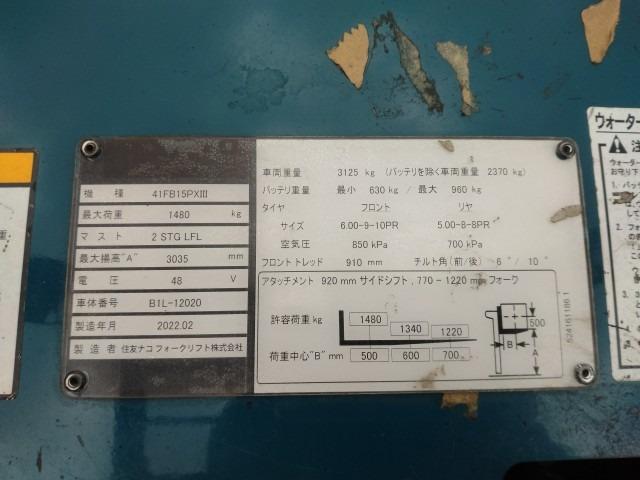 機 種 41FB15PXIII
最大荷重 1480 kg
マスト 2 STG LFL
最大揚高"A" 3035 mm
電 圧 48 V
車体番号 B1L-12020
製造年月 2022.02
製 造 者 住友ナコ フォークリフト株式会社
車両重量 3125 kg (バッテリを除く車両重量 2370 kg)
バッテリ重量 最小 630 kg / 最大 960 kg
タイヤ フロント リヤ
サイズ 6.00-9-10PR 5.00-8-8PR
空気圧 850 kPa 700 kPa
フロントトレッド 910 mm チルト角(前/後) 6°/ 10°
アタッチメント 920 mm サイドシフト, 770-1220 mm フォーク
許容荷重 kg 1480 1340 1220
荷重中心"B" mm 500 600 700
500
B
A
524161186.1
ウォーター
注